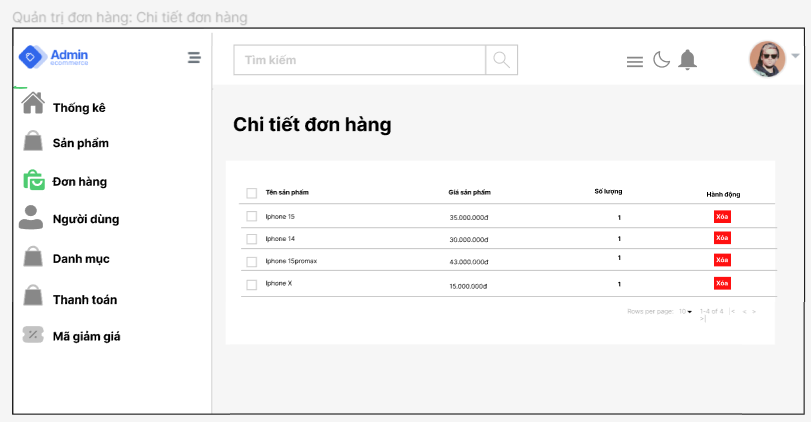 Quản trị đơn hàng: Chi tiết đơn hàng
Admin
ecommerce
Tìm kiếm
Thống kê
Sản phẩm
Đơn hàng
Người dùng
Danh mục
Thanh toán
Mã giảm giá
Chi tiết đơn hàng
Tên sản phẩm Giá sản phẩm Số lượng Hành động
Iphone 15 35.000.000đ 1 Xóa
Iphone 14 30.000.000đ 1 Xóa
Iphone 15promax 43.000.000đ 1 Xóa
Iphone X 15.000.000đ 1 Xóa
Rows per page: 10 1-4 of 4 |< < >
>|